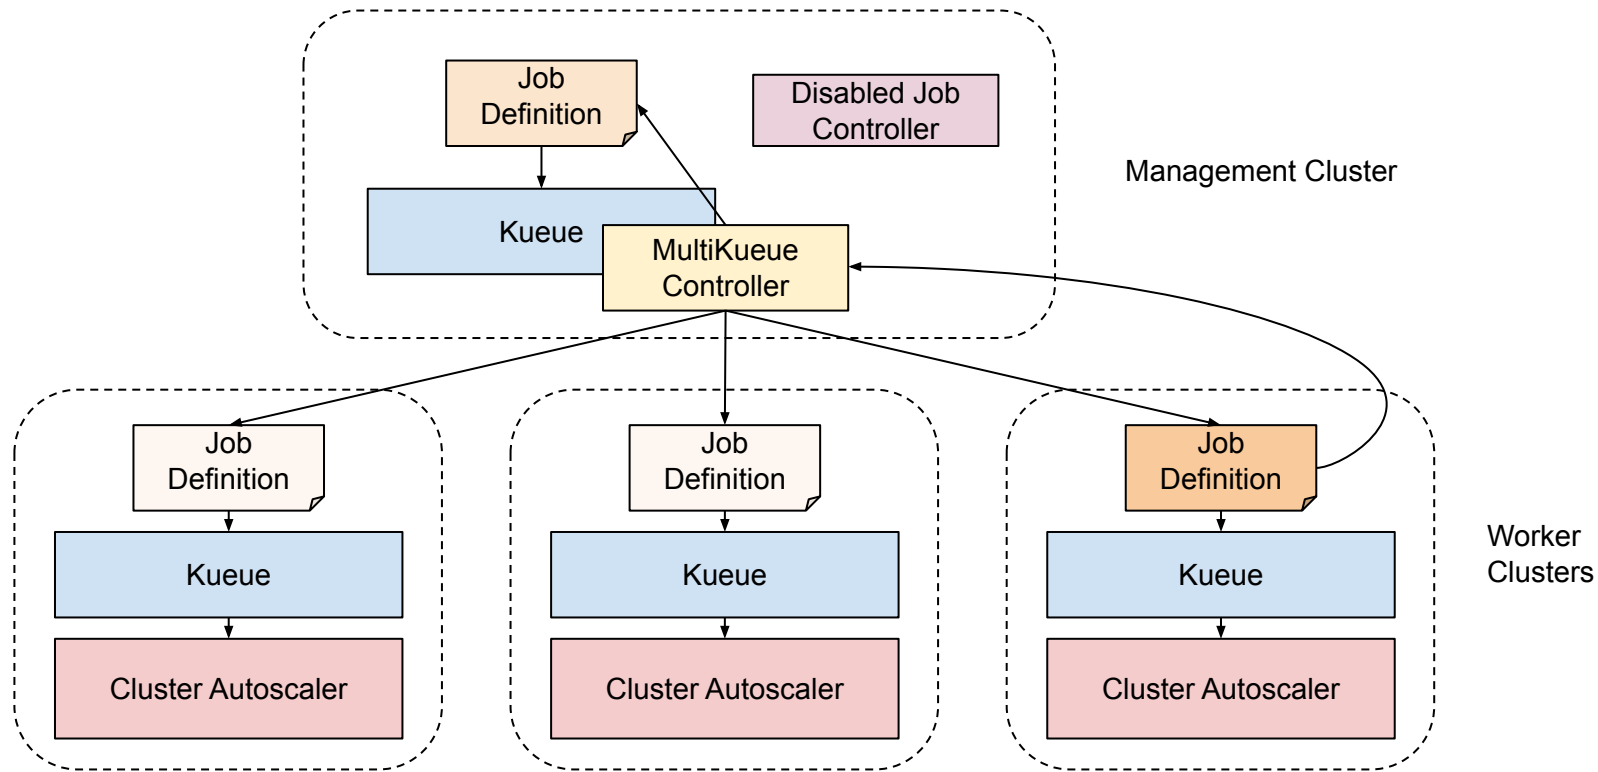 Job
Definition
Disabled Job
Controller
Management Cluster
Kueue
MultiKueue
Controller
Job
Definition
Kueue
Cluster Autoscaler
Job
Definition
Kueue
Cluster Autoscaler
Job
Definition
Kueue
Cluster Autoscaler
Worker
Clusters